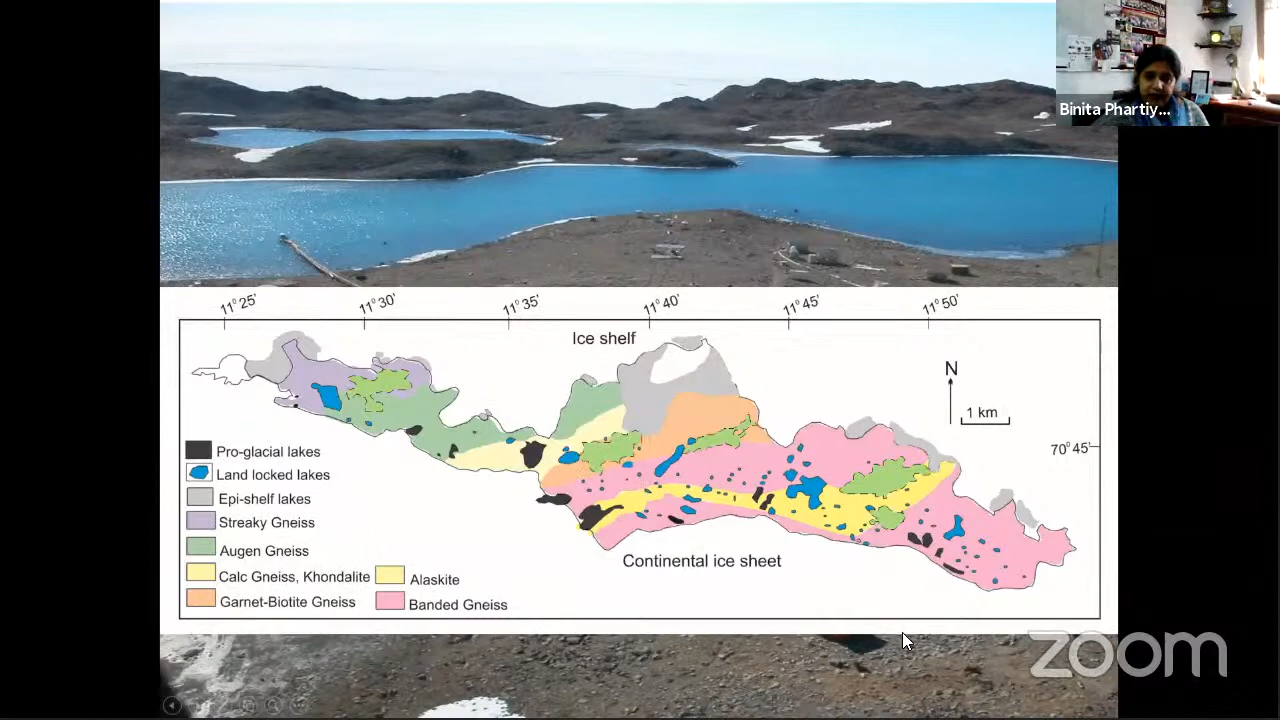 Binita Phartiy...
11° 25'
11° 30'
11° 35'
11° 40'
11° 45'
11° 50'
Ice shelf
N
1 km
70° 45'
Pro-glacial lakes
Land locked lakes
Epi-shelf lakes
Streaky Gneiss
Augen Gneiss
Calc Gneiss, Khondalite
Alaskite
Garnet-Biotite Gneiss
Banded Gneiss
Continental ice sheet
zoom